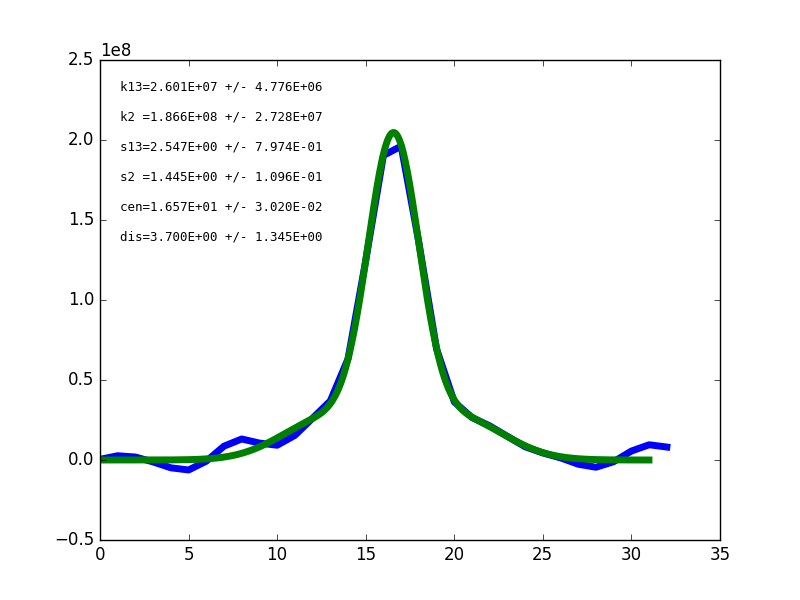 1e8
2.5
2.0
1.5
1.0
0.5
0.0
−0.5
k13=2.601E+07 +/- 4.776E+06
k2 =1.866E+08 +/- 2.728E+07
s13=2.547E+00 +/- 7.974E-01
s2 =1.445E+00 +/- 1.096E-01
cen=1.657E+01 +/- 3.020E-02
dis=3.700E+00 +/- 1.345E+00
0 5 10 15 20 25 30 35